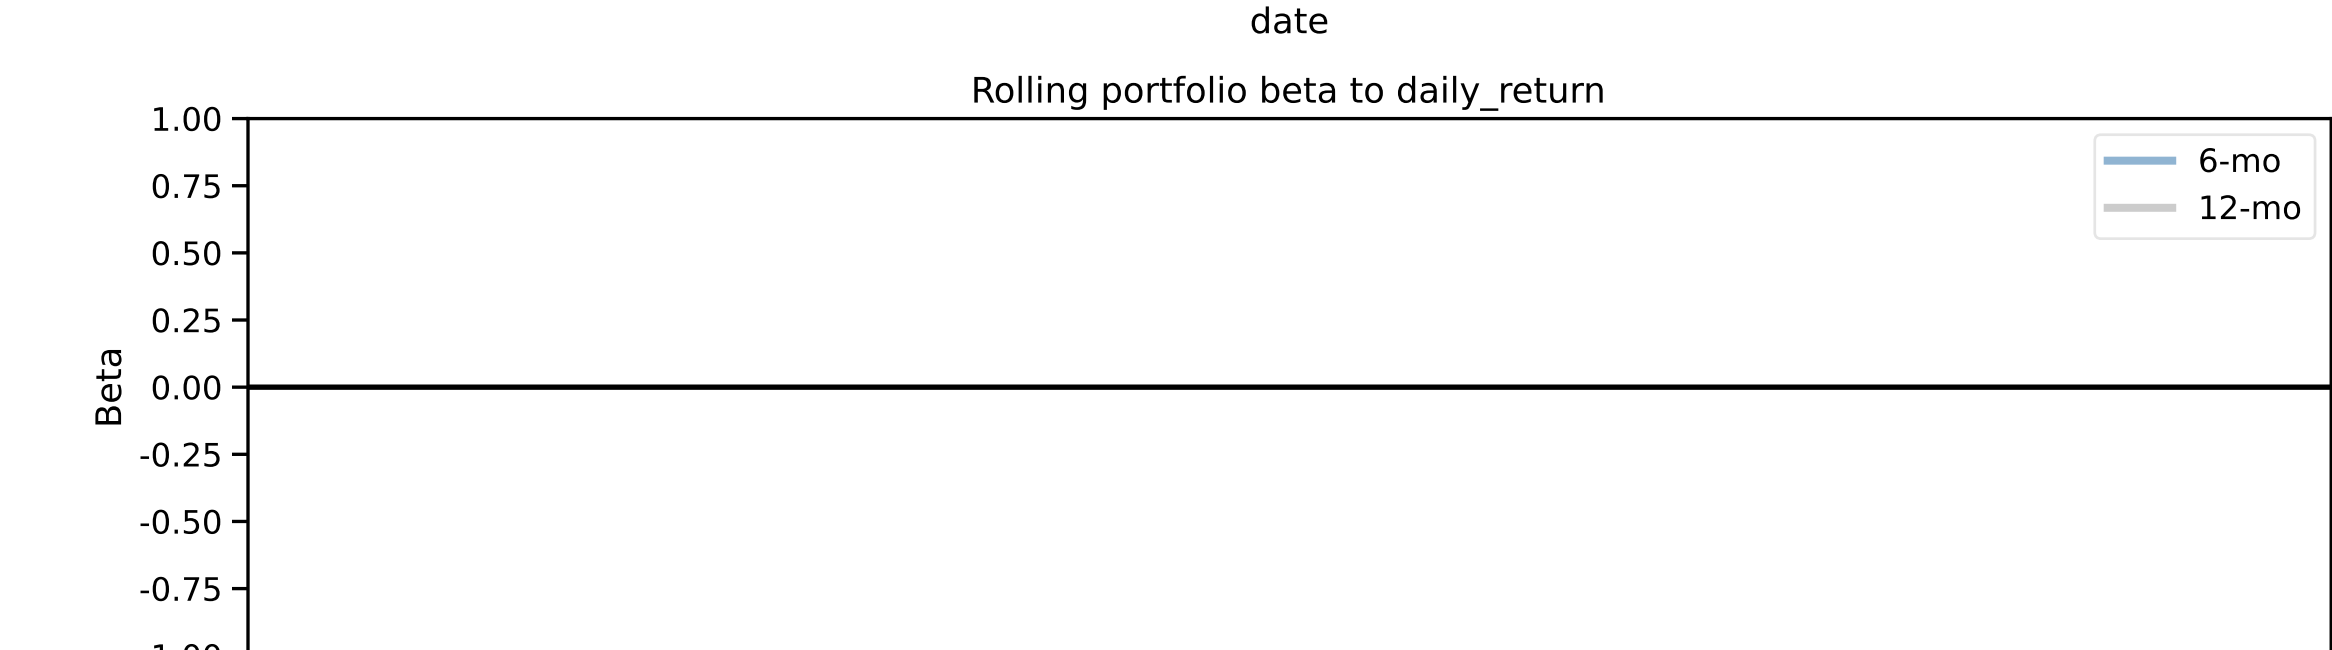 date
Rolling portfolio beta to daily_return
1.00
6-mo
0.75
12-mo
0.50
0.25
Beta
0.00
-0.25
-0.50
-0.75